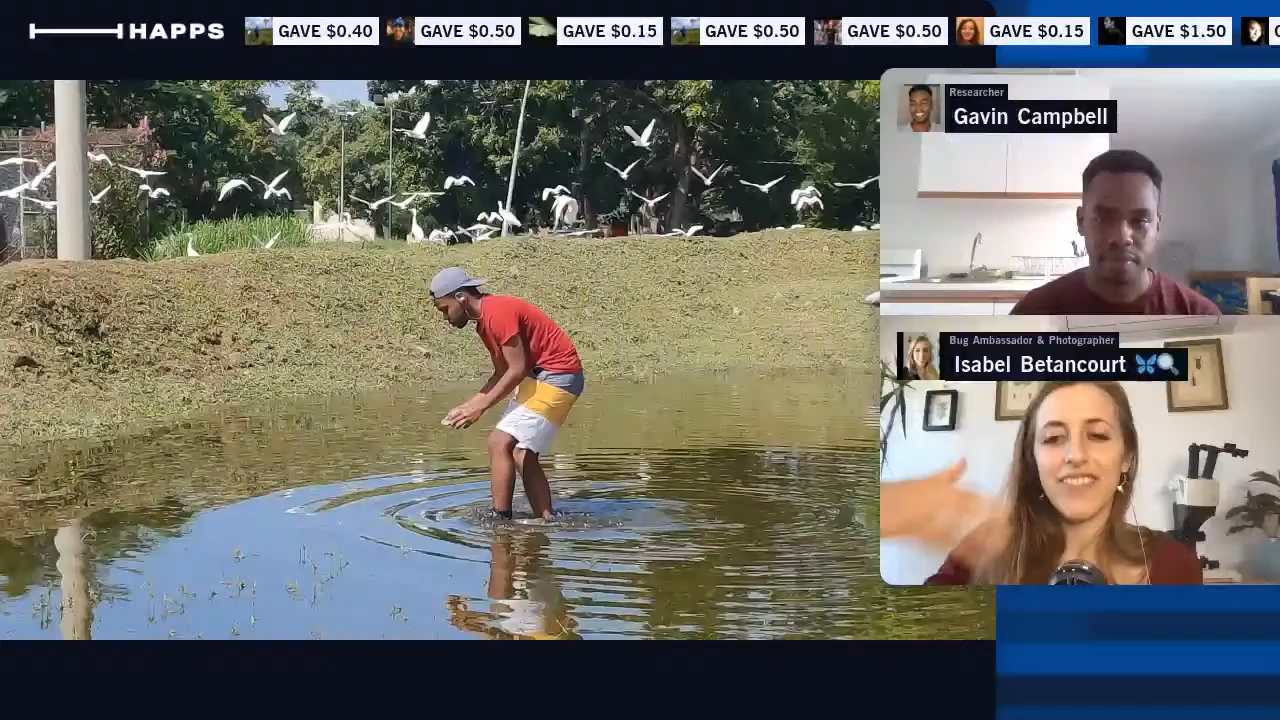 HAPPS
GAVE $0.40
GAVE $0.50
GAVE $0.15
GAVE $0.50
GAVE $0.50
GAVE $0.15
GAVE $1.50
Researcher
Gavin Campbell
Bug Ambassador & Photographer
Isabel Betancourt 🦋🔍